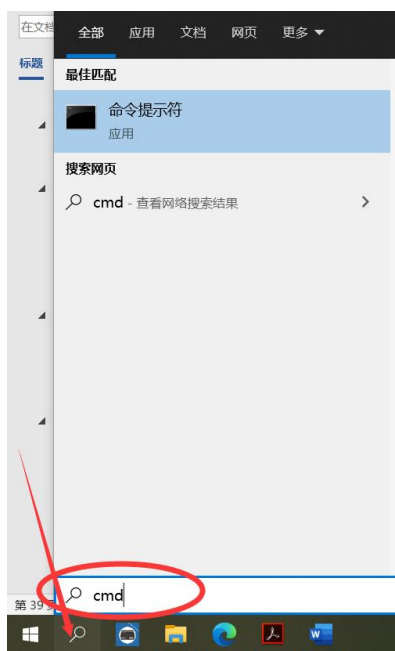 在文档
全部 应用 文档 网页 更多
标题
最佳匹配
命令提示符
应用
搜索网页
cmd - 查看网络搜索结果
cmd
第 39